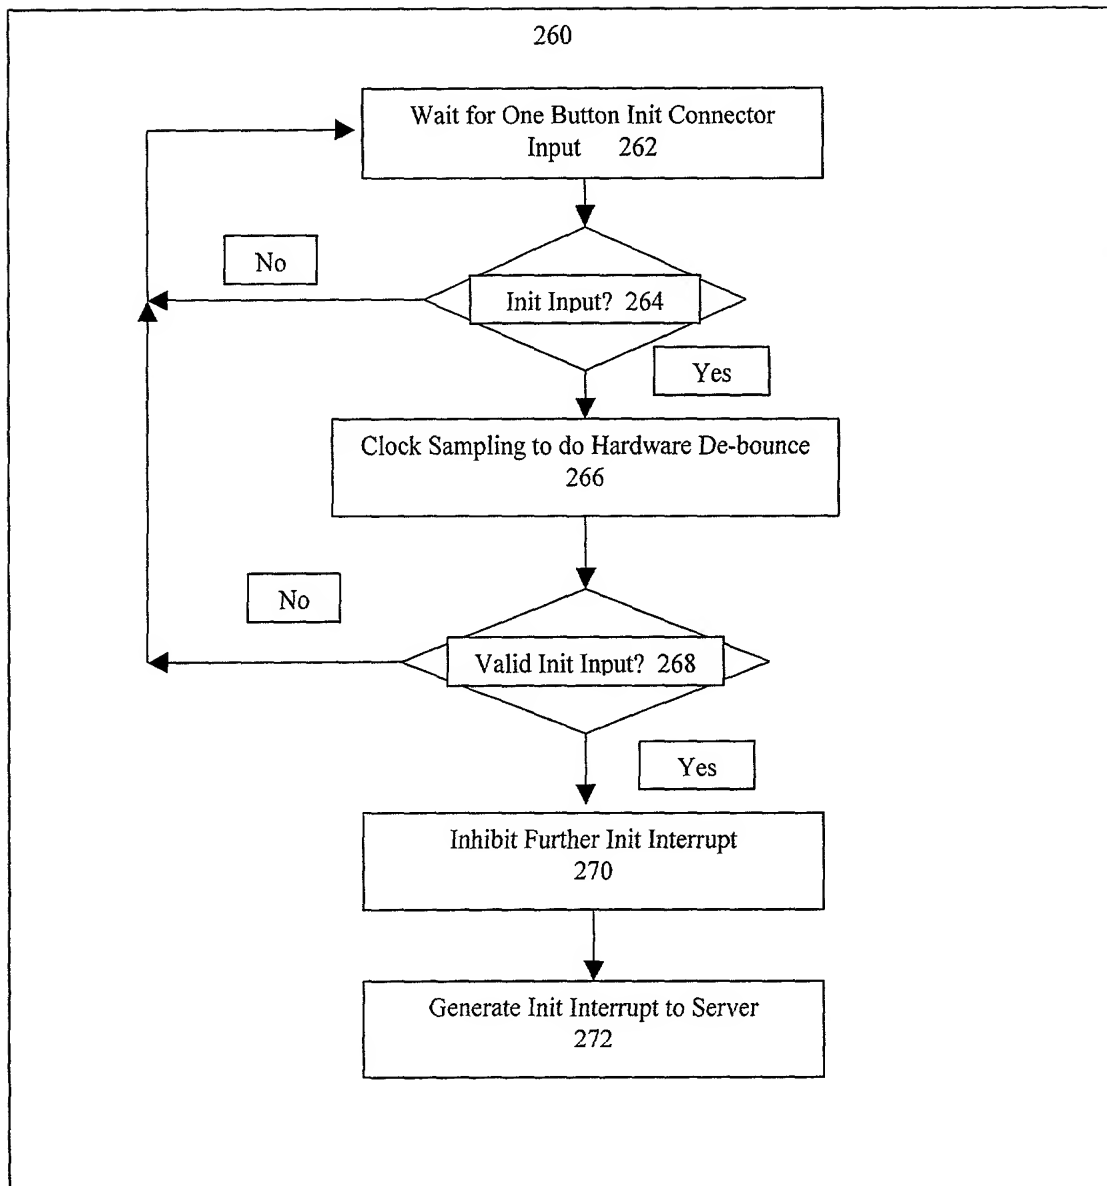 260
Wait for One Button Init Connector
Input 262
No
Init Input? 264
Yes
Clock Sampling to do Hardware De-bounce
266
No
Valid Init Input? 268
Yes
Inhibit Further Init Interrupt
270
Generate Init Interrupt to Server
272